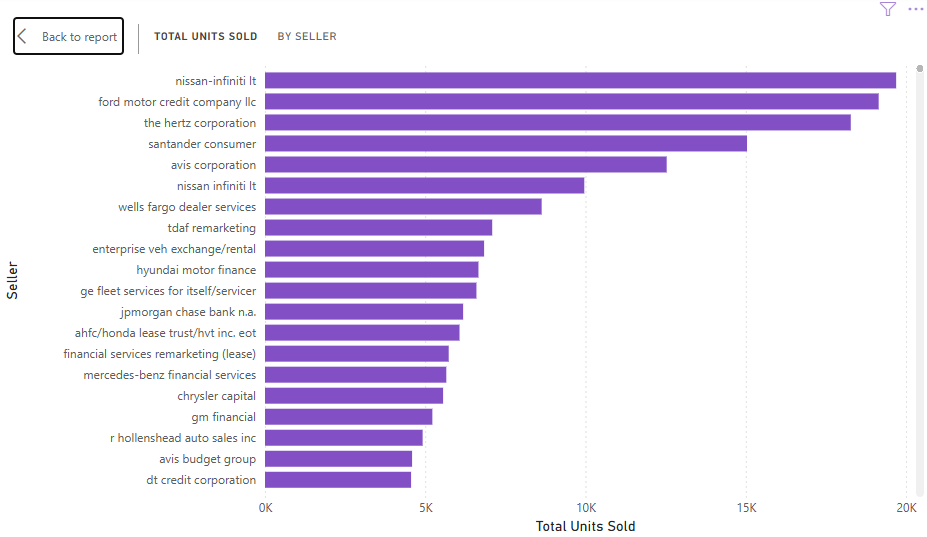 Back to report
TOTAL UNITS SOLD BY SELLER
Seller
nissan-infiniti lt
ford motor credit company llc
the hertz corporation
santander consumer
avis corporation
nissan infiniti lt
wells fargo dealer services
tdaf remarketing
enterprise veh exchange/rental
hyundai motor finance
ge fleet services for itself/servicer
jpmorgan chase bank n.a.
ahfc/honda lease trust/hvt inc. eot
financial services remarketing (lease)
mercedes-benz financial services
chrysler capital
gm financial
r hollenshead auto sales inc
avis budget group
dt credit corporation
0K 5K 10K 15K 20K
Total Units Sold